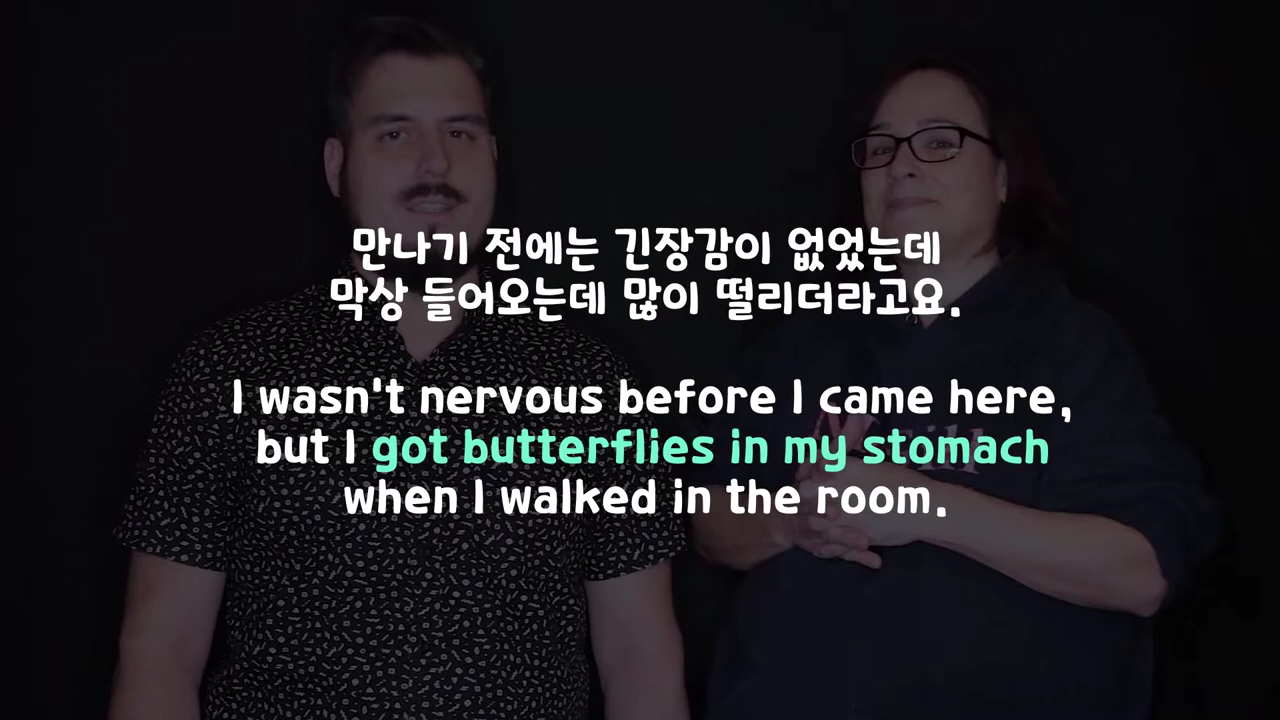 만나기 전에는 긴장감이 없었는데
막상 들어오는데 많이 떨리더라고요.
I wasn't nervous before I came here,
but I got butterflies in my stomach
when I walked in the room.